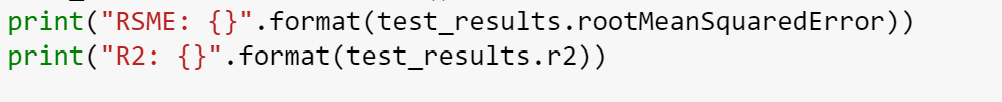 print("RSME: {}".format(test_results.rootMeanSquaredError))
print("R2: {}".format(test_results.r2))